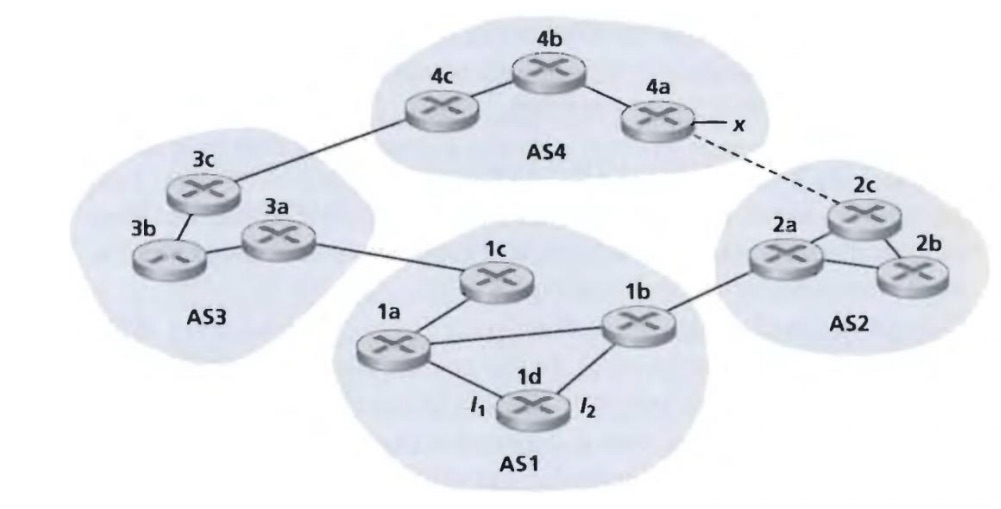 4b
4c
4a
x
AS4
3c
2c
3a
2a
3b
2b
1c
1b
AS3
1a
AS2
1d
I₁
I₂
AS1